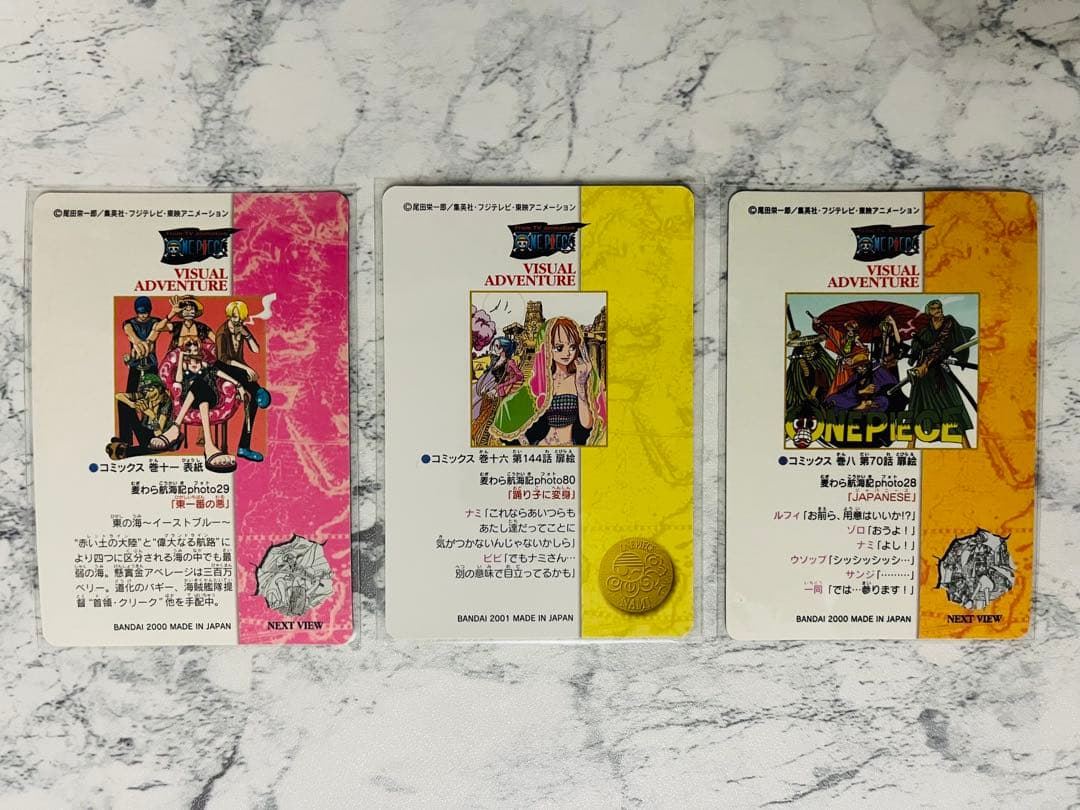 ©尾田栄一郎／集英社・フジテレビ・東映アニメーション
From TV animation
ONE PIECE
VISUAL
ADVENTURE
●コミックス 巻十一 表紙
麦わら航海記photo29
「東一番の悪」
東の海～イーストブルー～
“赤い土の大陸”と“偉大なる航路”に
より四つに区分される海の中でも最
弱の海。懸賞金アベレージは三百万
ベリー。道化のバギー、海賊艦隊提
督“首領・クリーク”他を手配中。
BANDAI 2000 MADE IN JAPAN
NEXT VIEW
©尾田栄一郎／集英社・フジテレビ・東映アニメーション
From TV animation
ONE PIECE
VISUAL
ADVENTURE
●コミックス 巻十六 第144話 扉絵
麦わら航海記photo80
「踊り子に変身」
ナミ「これならあいつらも
あたし達だってことに
気がつかないんじゃないかしら
ビビ「でもナミさん…
別の意味で目立ってるかも」
ONE PIECE
NAMI
BANDAI 2001 MADE IN JAPAN
©尾田栄一郎／集英社・フジテレビ・東映アニメーション
From TV animation
ONE PIECE
VISUAL
ADVENTURE
ONE PIECE
●コミックス 巻八 第70話 扉絵
麦わら航海記photo28
「JAPANESE」
ルフィ「お前ら、用意はいいか!?」
ゾロ「おうよ！」
ナミ「よし！」
ウソップ「シッシッシッシ…」
サンジ「………」
一同「では…参ります！」
BANDAI 2000 MADE IN JAPAN
NEXT VIEW